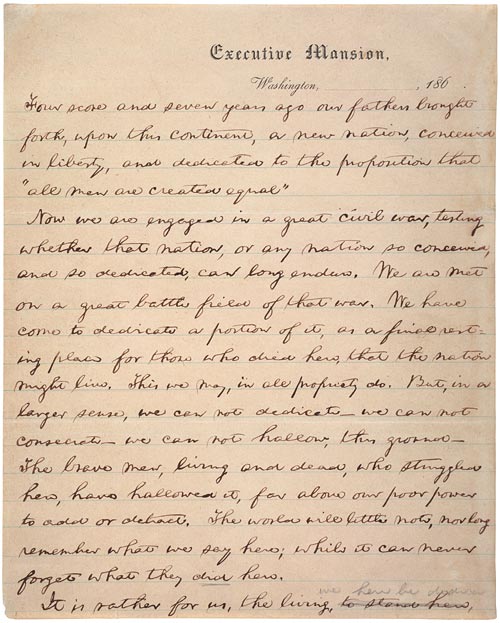 Executive Mansion,
Washington, , 186 .
Four score and seven years ago our fathers brought
forth, upon this continent, a new nation, conceived
in liberty, and dedicated to the proposition that
"all men are created equal"
Now we are engaged in a great civil war, testing
whether that nation, or any nation so conceived,
and so dedicated, can long endure. We are met
on a great battle field of that war. We have
come to dedicate a portion of it, as a final rest-
ing place for those who died here, that the nation
might live. This we may, in all propriety do. But, in a
larger sense, we can not dedicate — we can not
consecrate — we can not hallow, this ground —
The brave men, living and dead, who struggled
here, have hallowed it, far above our poor power
to add or detract. The world will little note, nor long
remember what we say here; while it can never
forget what they did here.
we here be dedica
It is rather for us, the living, to stand here,